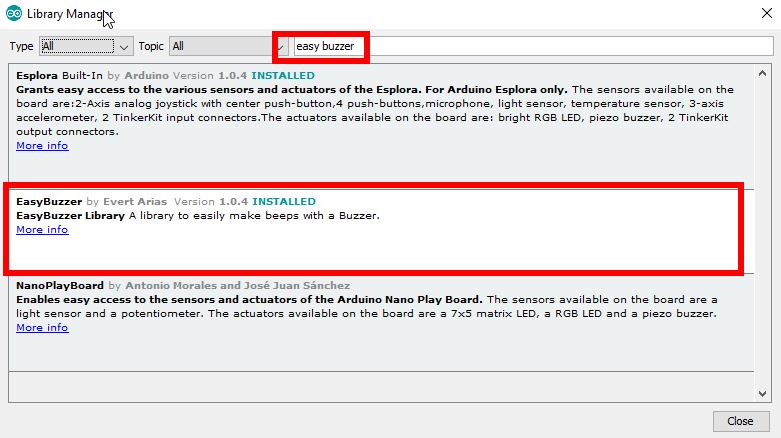 Library Manager
Type All Topic All easy buzzer
Esplora Built-In by Arduino Version 1.0.4 INSTALLED
Grants easy access to the various sensors and actuators of the Esplora. For Arduino Esplora only. The sensors available on the
board are:2-Axis analog joystick with center push-button,4 push-buttons,microphone, light sensor, temperature sensor, 3-axis
accelerometer, 2 TinkerKit input connectors.The actuators available on the board are: bright RGB LED, piezo buzzer, 2 TinkerKit
output connectors.
More info
EasyBuzzer by Evert Arias Version 1.0.4 INSTALLED
EasyBuzzer Library A library to easily make beeps with a Buzzer.
More info
NanoPlayBoard by Antonio Morales and José Juan Sánchez
Enables easy access to the sensors and actuators of the Arduino Nano Play Board. The sensors available on the board are a
light sensor and a potentiometer. The actuators available on the board are a 7x5 matrix LED, a RGB LED and a piezo buzzer.
More info
Close